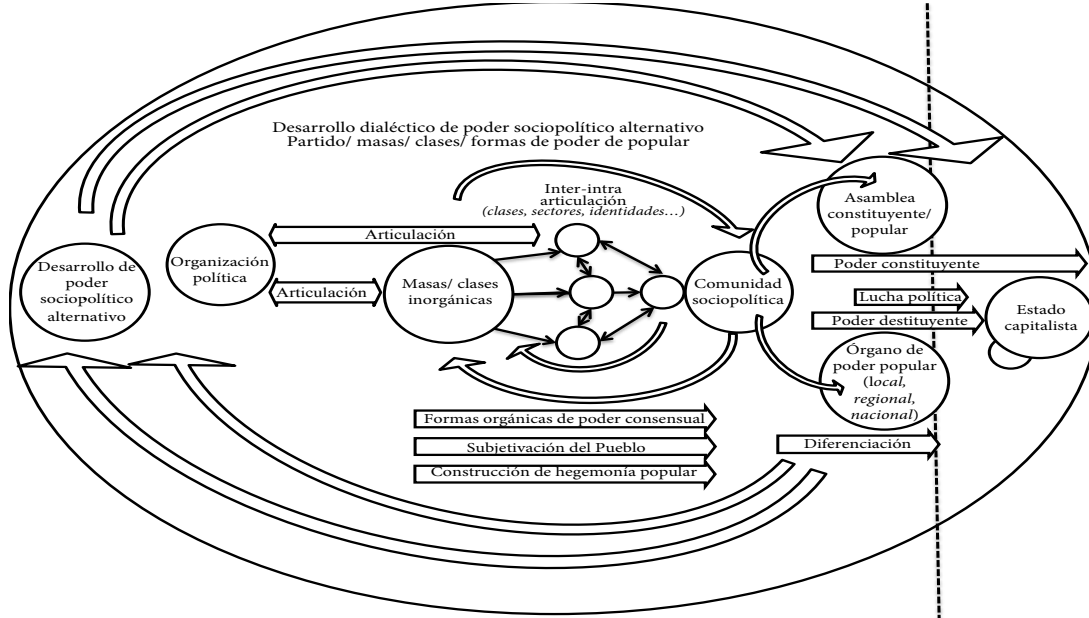 Desarrollo dialéctico de poder sociopolítico alternativo
Partido/ masas/ clases/ formas de poder de popular
Inter-intra
articulación
(clases, sectores, identidades...)
Asamblea
constituyente/
popular
Articulación
Desarrollo de
poder
sociopolítico
alternativo
Organización
política
Articulación
Masas/ clases
inorgánicas
Comunidad
sociopolítica
Poder constituyente
Lucha política
Poder destituyente
Estado
capitalista
Órgano de
poder popular
(local,
regional,
nacional)
Formas orgánicas de poder consensual
Subjetivación del Pueblo
Construcción de hegemonía popular
Diferenciación